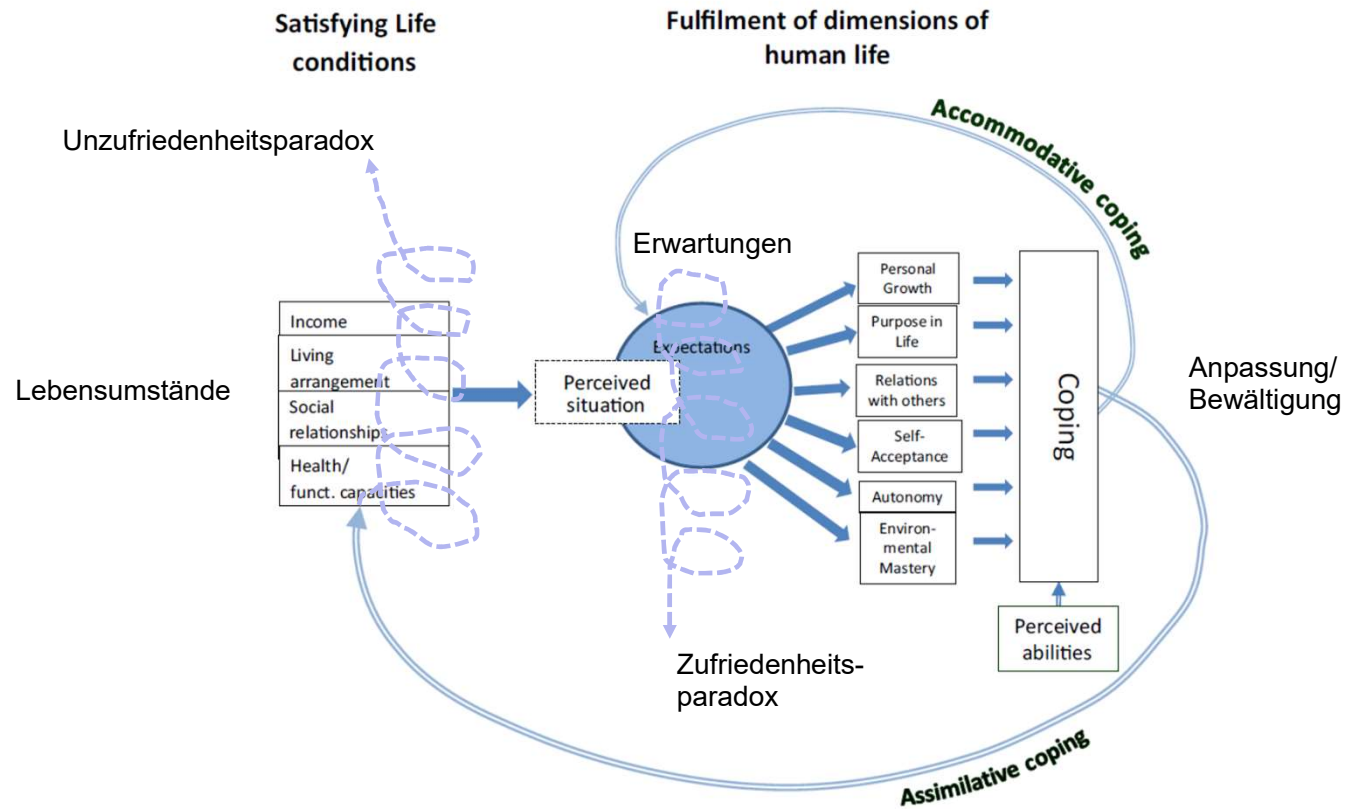 Satisfying Life
conditions
Fulfilment of dimensions of
human life
Accommodative coping
Unzufriedenheitsparadox
Erwartungen
Lebensumstände
Income
Living
arrangement
Social
relationships
Health/
funct. capacities
Expectations
Perceived
situation
Personal
Growth
Purpose in
Life
Relations
with others
Self-
Acceptance
Autonomy
Environ-
mental
Mastery
Coping
Anpassung/
Bewältigung
Perceived
abilities
Zufriedenheits-
paradox
Assimilative coping